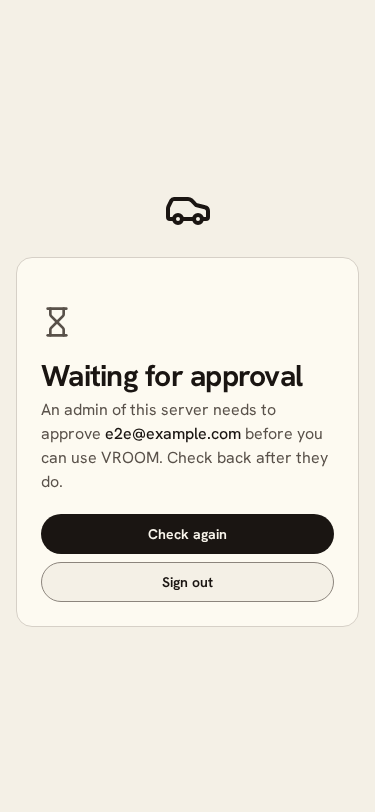 Waiting for approval
An admin of this server needs to
approve e2e@example.com before you
can use VROOM. Check back after they
do.
Check again
Sign out